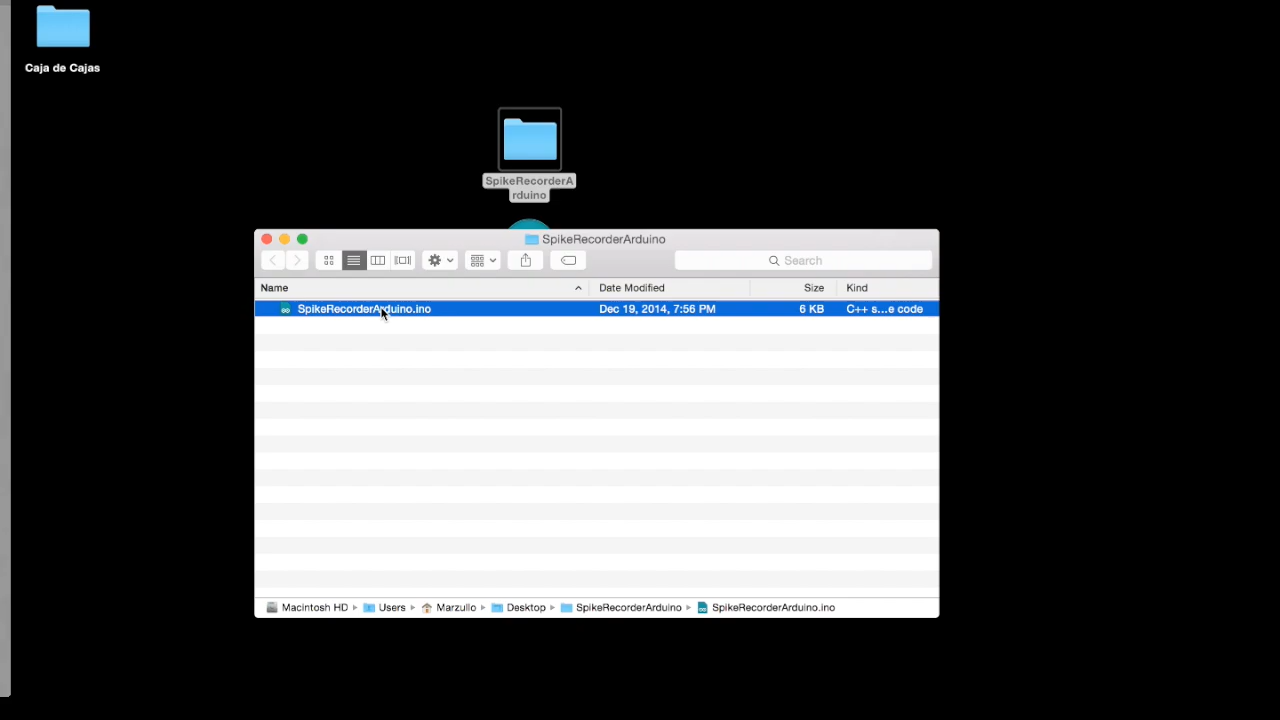 Caja de Cajas
SpikeRecorderA
rduino
SpikeRecorderArduino
Search
Name Date Modified Size Kind
SpikeRecorderArduino.ino Dec 19, 2014, 7:56 PM 6 KB C++ s...e code
Macintosh HD Users Marzullo Desktop SpikeRecorderArduino SpikeRecorderArduino.ino